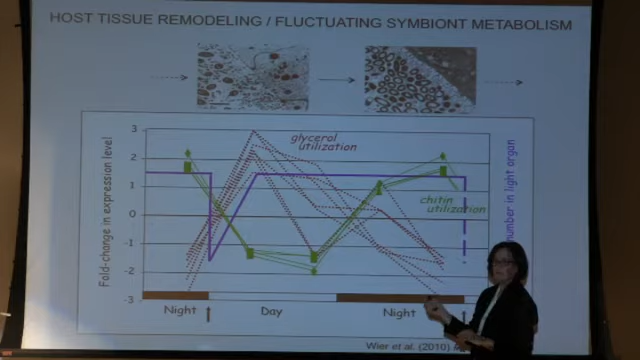 HOST TISSUE REMODELING / FLUCTUATING SYMBIONT METABOLISM
3
2
1
0
-1
-2
-3
Fold-change in expression level
glycerol
utilization
chitin
utilization
number in light organ
Night
Day
Night
Wier et al. (2010)